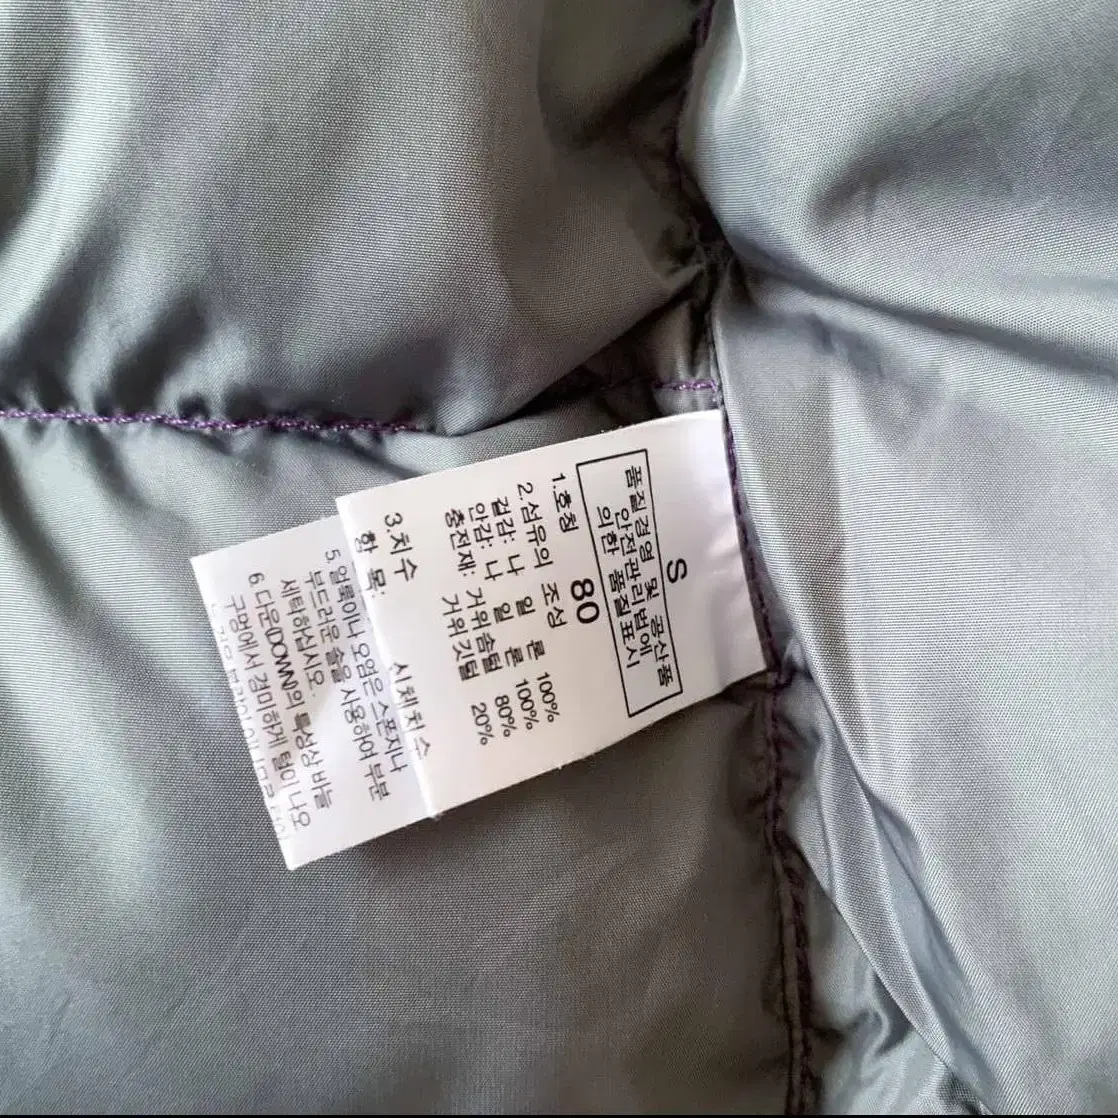 S
품질경영 및 공산품
안전관리법에
의한 품질표시
1.호칭 80
2.섬유의 조성
겉감: 나 일 론 100%
안감: 나 일 론 100%
충전재: 거위솜털 80%
거위깃털 20%
3.치수
항 목: 시체치수
5.얼룩이나 오염은 스폰지나
부드러운 솔을 사용하여 부분
세탁하십시오.
6.다운(DOWN)의 특성상 바늘
구멍에서 경미하게 털이 나오